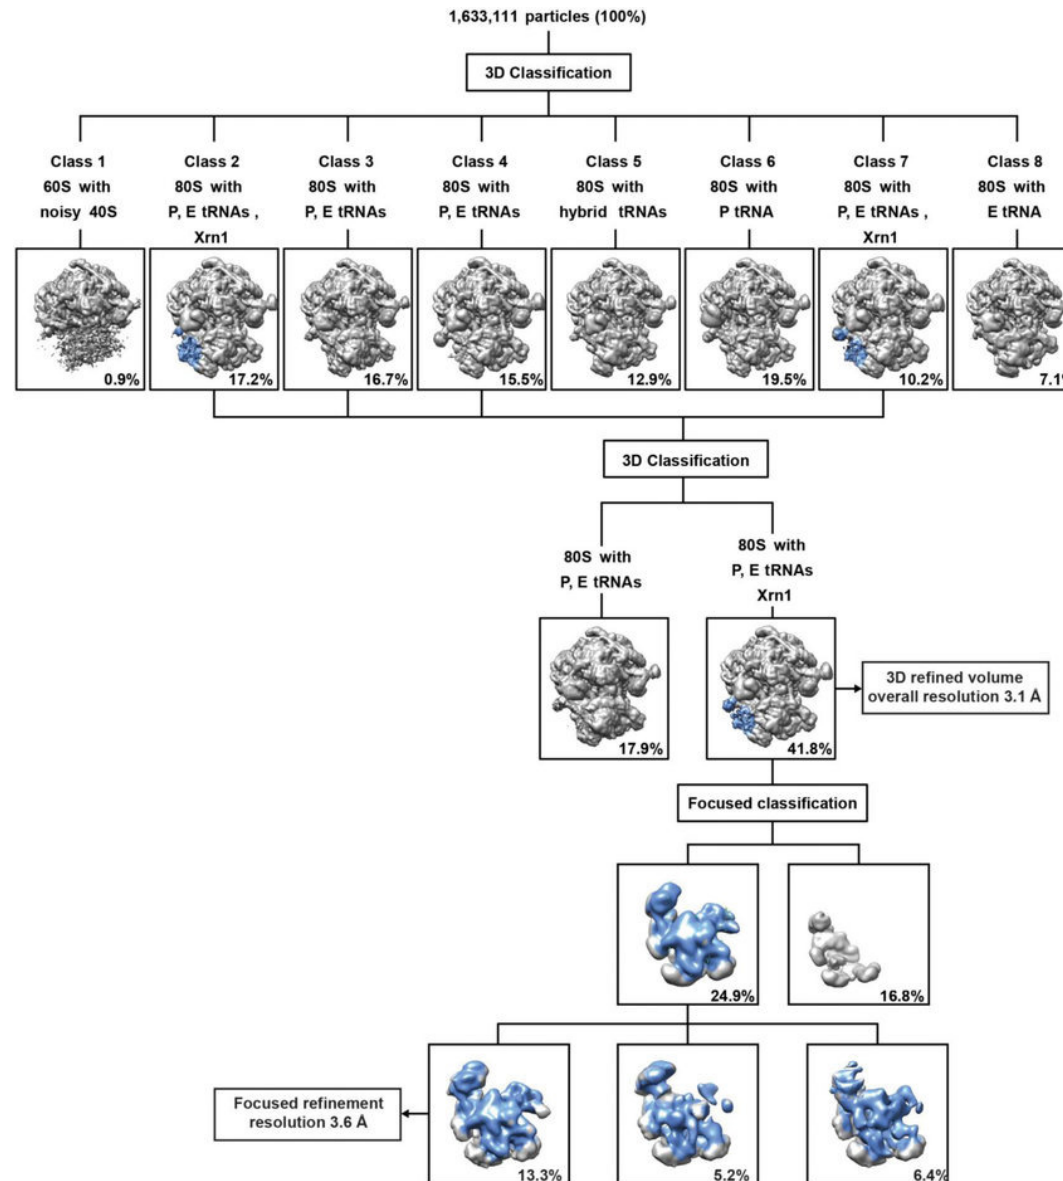 1,633,111 particles (100%)
3D Classification
Class 1
60S with
noisy 40S
Class 2
80S with
P, E tRNAs ,
Xrn1
Class 3
80S with
P, E tRNAs
Class 4
80S with
P, E tRNAs
Class 5
80S with
hybrid tRNAs
Class 6
80S with
P tRNA
Class 7
80S with
P, E tRNAs ,
Xrn1
Class 8
80S with
E tRNA
0.9%
17.2%
16.7%
15.5%
12.9%
19.5%
10.2%
7.1%
3D Classification
80S with
P, E tRNAs
80S with
P, E tRNAs
Xrn1
17.9%
41.8%
3D refined volume
overall resolution 3.1 Å
Focused classification
24.9%
16.8%
Focused refinement
resolution 3.6 Å
13.3%
5.2%
6.4%